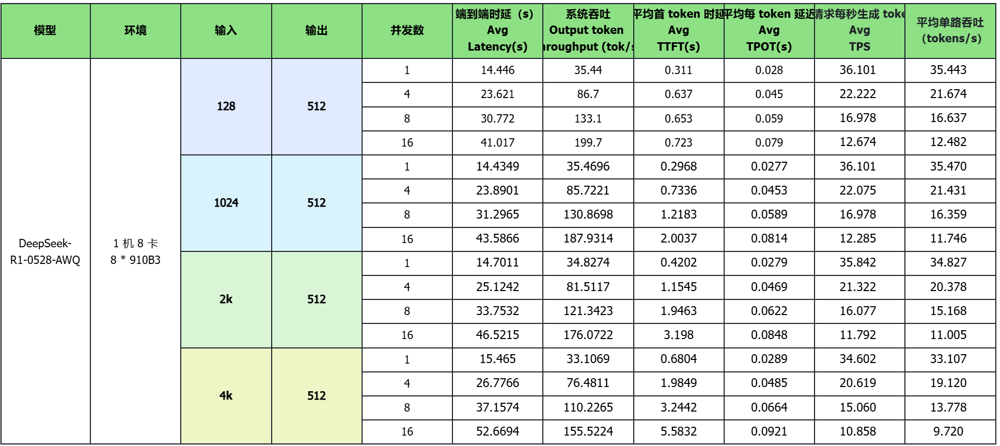 模型 环境 输入 输出 并发数 端到端时延（s） Avg Latency(s) 系统吞吐 Output token hroughput (tok/s 平均首 token 时延 Avg TTFT(s) 平均每 token 延迟 Avg TPOT(s) 请求每秒生成 toke Avg TPS 平均单路吞吐 (tokens/s)
DeepSeek-R1-0528-AWQ 1 机 8 卡 8 * 910B3
128 512 1 14.446 35.44 0.311 0.028 36.101 35.443
4 23.621 86.7 0.637 0.045 22.222 21.674
8 30.772 133.1 0.653 0.059 16.978 16.637
16 41.017 199.7 0.723 0.079 12.674 12.482
1024 512 1 14.4349 35.4696 0.2968 0.0277 36.101 35.470
4 23.8901 85.7221 0.7336 0.0453 22.075 21.431
8 31.2965 130.8698 1.2183 0.0589 16.978 16.359
16 43.5866 187.9314 2.0037 0.0814 12.285 11.746
2k 512 1 14.7011 34.8274 0.4202 0.0279 35.842 34.827
4 25.1242 81.5117 1.1545 0.0469 21.322 20.378
8 33.7532 121.3423 1.9463 0.0622 16.077 15.168
16 46.5215 176.0722 3.198 0.0848 11.792 11.005
4k 512 1 15.465 33.1069 0.6804 0.0289 34.602 33.107
4 26.7766 76.4811 1.9849 0.0485 20.619 19.120
8 37.1574 110.2265 3.2442 0.0664 15.060 13.778
16 52.6694 155.5224 5.5832 0.0921 10.858 9.720